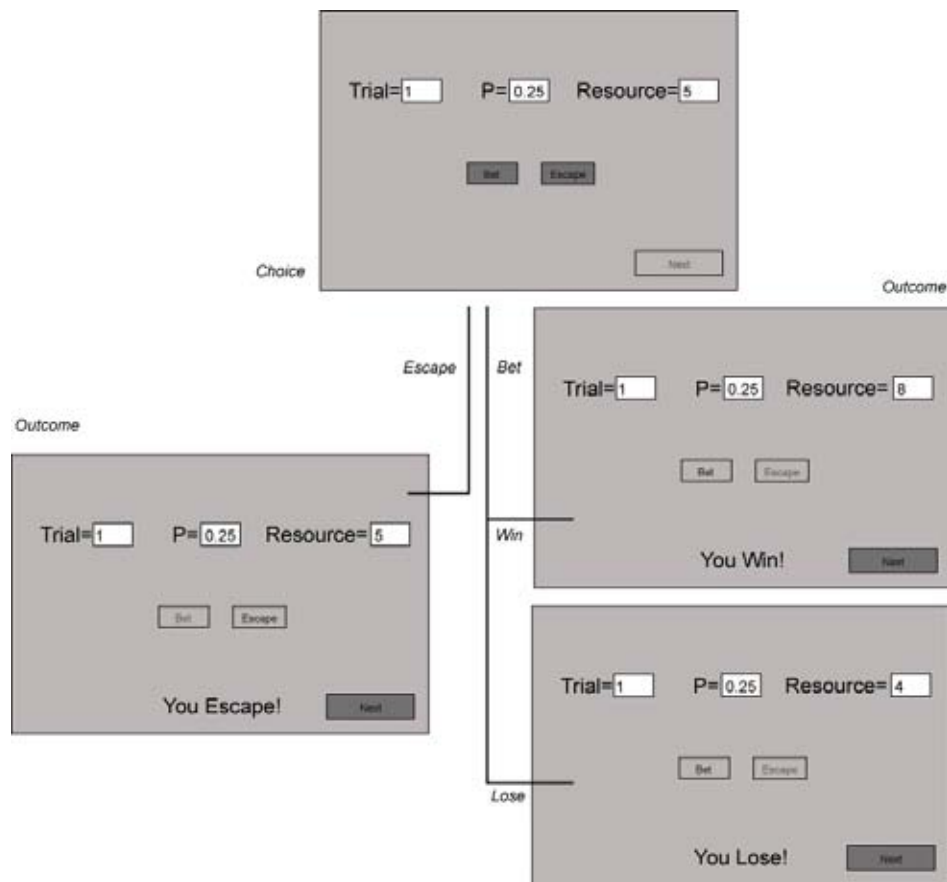 Trial=1 P=0.25 Resource=5
Bet Escape
Next
Choice
Outcome
Escape Bet
Trial=1 P=0.25 Resource=8
Outcome
Bet Escape
Trial=1 P=0.25 Resource=5
Win
You Win! Next
Bet Escape
Trial=1 P=0.25 Resource=4
You Escape! Next
Bet Escape
Lose
You Lose! Next